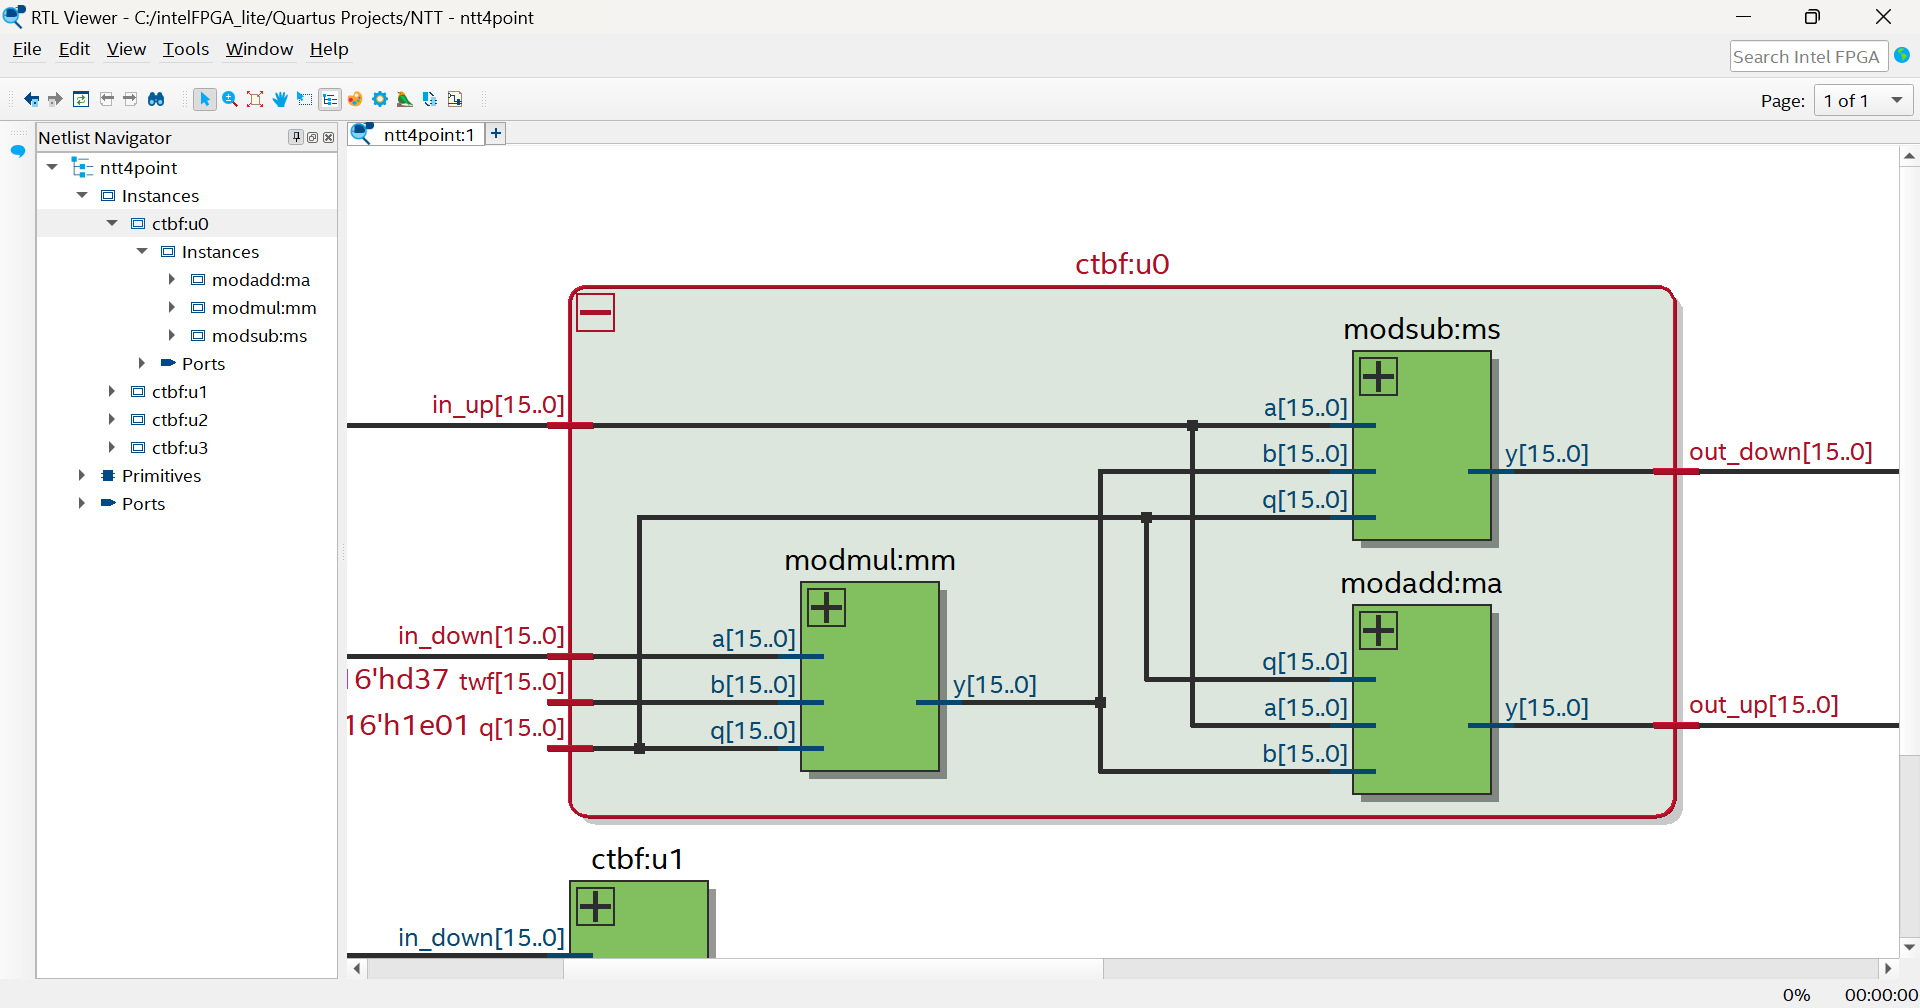 RTL Viewer - C:/intelFPGA_lite/Quartus Projects/NTT - ntt4point
File Edit View Tools Window Help
Search Intel FPGA
Page: 1 of 1
Netlist Navigator
ntt4point:1
ntt4point
Instances
ctbf:u0
Instances
modadd:ma
modmul:mm
modsub:ms
Ports
ctbf:u1
ctbf:u2
ctbf:u3
Primitives
Ports
ctbf:u0
modsub:ms
in_up[15..0]
a[15..0]
b[15..0]
y[15..0]
out_down[15..0]
q[15..0]
modmul:mm
modadd:ma
in_down[15..0]
a[15..0]
q[15..0]
6'hd37 twf[15..0]
b[15..0]
y[15..0]
a[15..0]
y[15..0]
out_up[15..0]
16'h1e01 q[15..0]
q[15..0]
b[15..0]
ctbf:u1
in_down[15..0]
0% 00:00:00